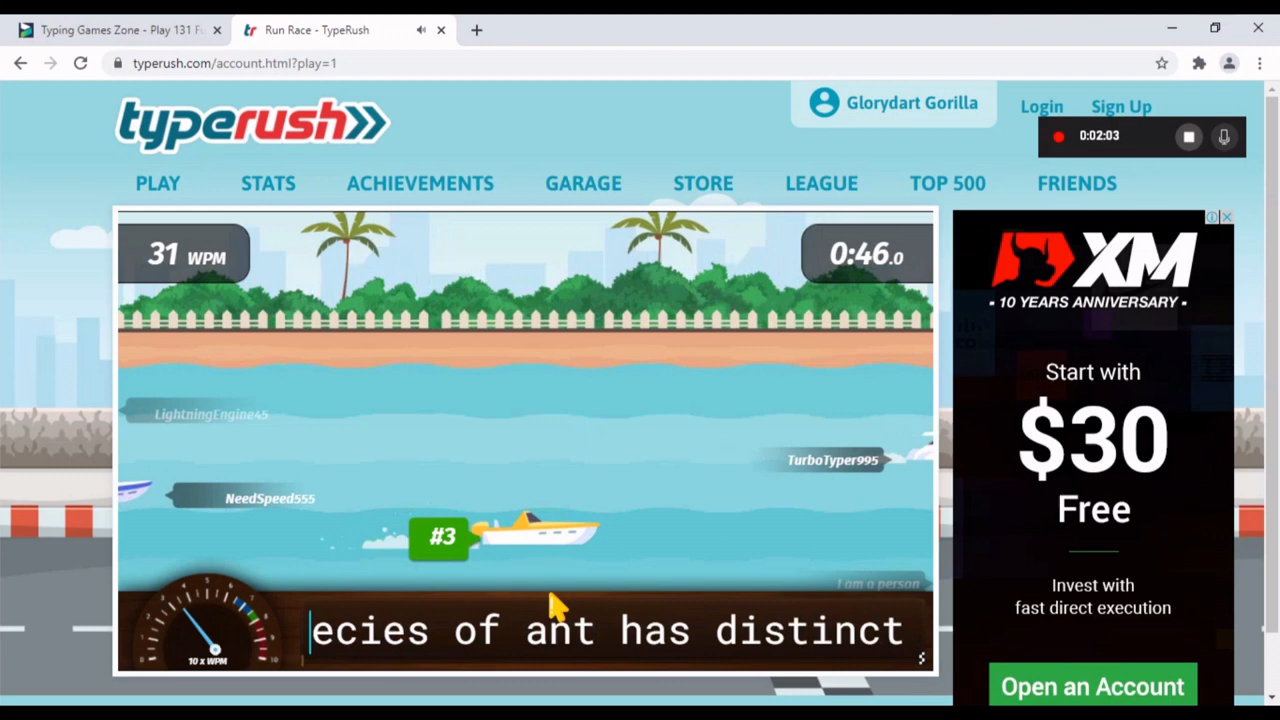 Typing Games Zone - Play 131 Fu
Run Race - TypeRush
typerush.com/account.html?play=1
typerush
Glorydart Gorilla
Login Sign Up
0:02:03
PLAY STATS ACHIEVEMENTS GARAGE STORE LEAGUE TOP 500 FRIENDS
31 WPM
0:46.0
LightningEngine45
TurboTyper995
NeedSpeed555
#3
I am a person
10 x WPM
ecies of ant has distinct
XM
- 10 YEARS ANNIVERSARY -
Start with
$30
Free
Invest with
fast direct execution
Open an Account